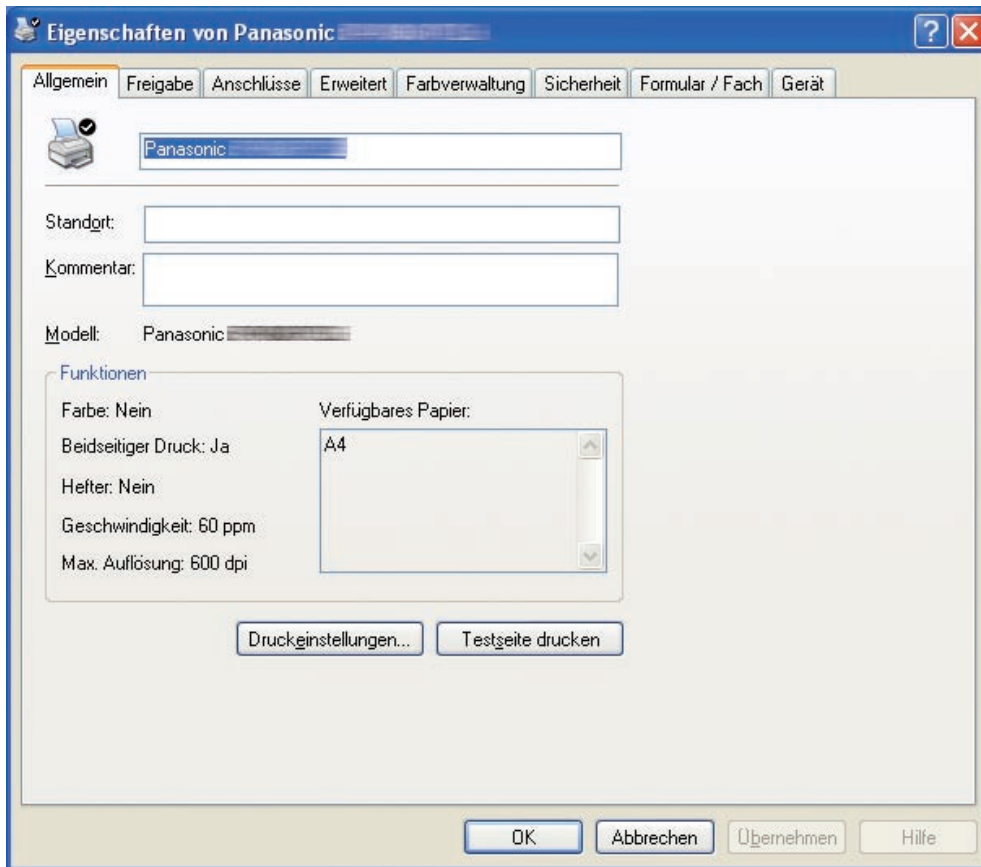 Eigenschaften von Panasonic
?
Allgemein Freigabe Anschlüsse Erweitert Farbverwaltung Sicherheit Formular / Fach Gerät
Panasonic
Standort:
Kommentar:
Modell: Panasonic
Funktionen
Farbe: Nein Verfügbares Papier:
Beidseitiger Druck: Ja A4
Hefter: Nein
Geschwindigkeit: 60 ppm
Max. Auflösung: 600 dpi
Druckeinstellungen... Testseite drucken
OK Abbrechen Übernehmen Hilfe